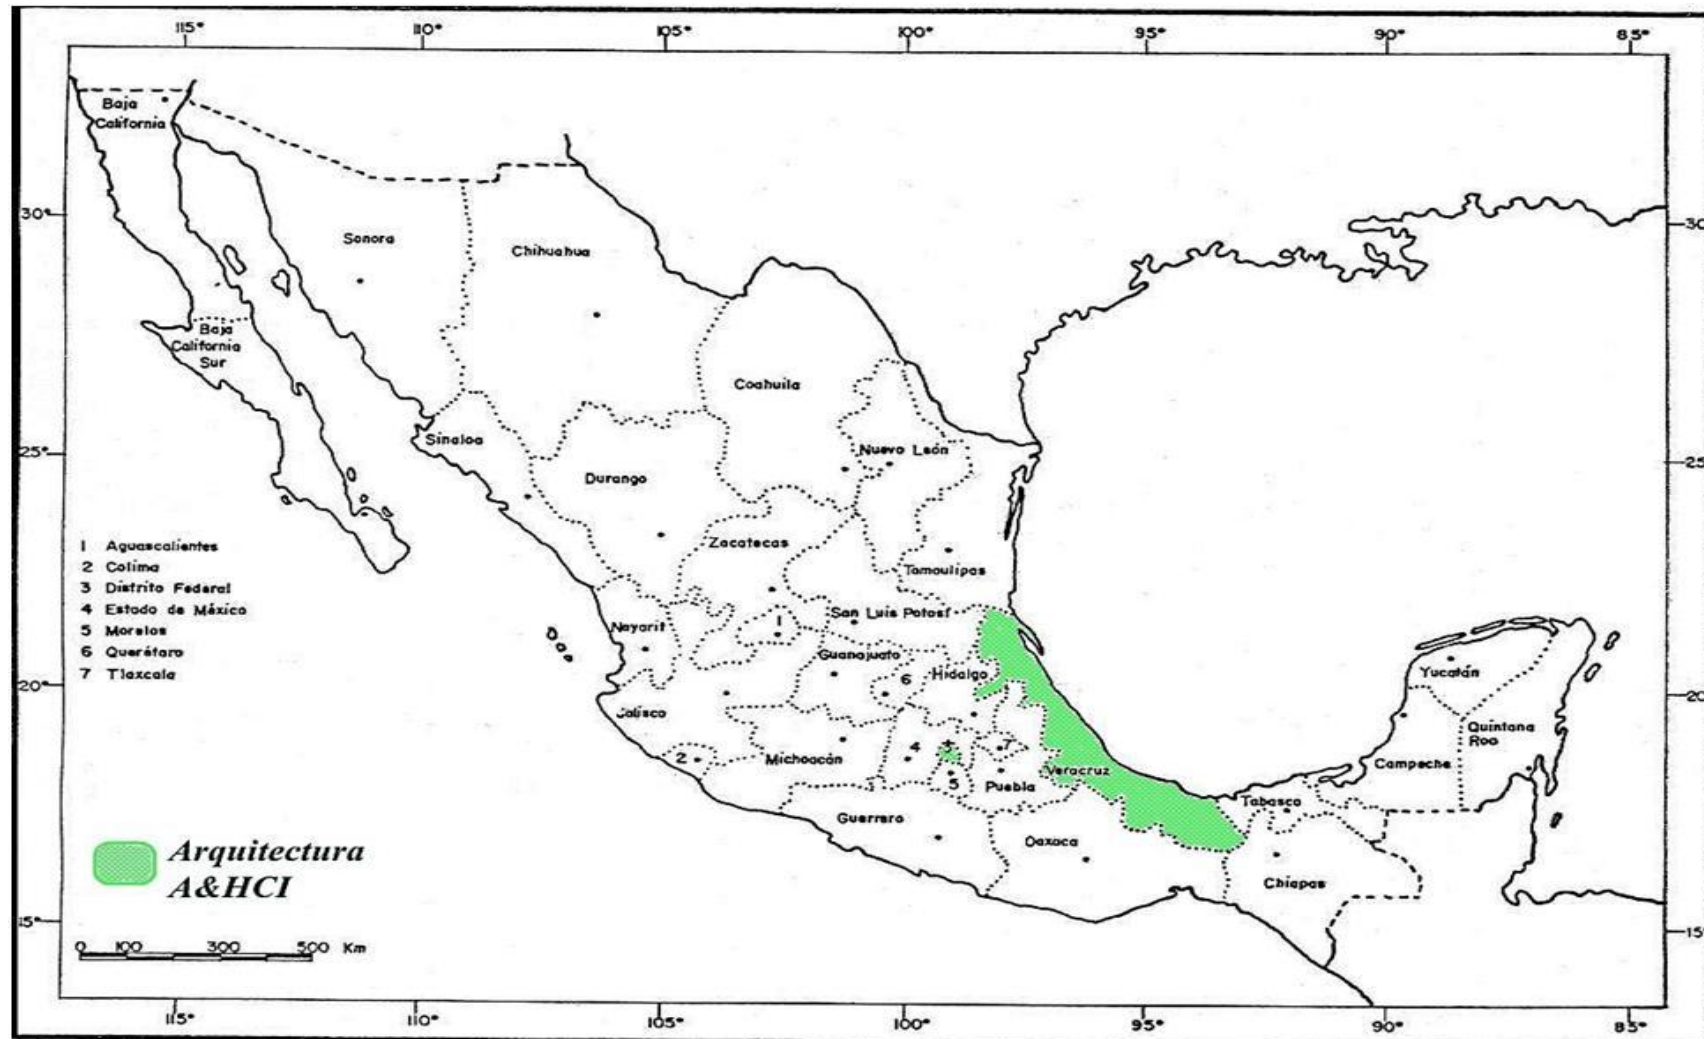 115° 110° 105° 100° 95° 90° 85°
Baja
California
30° 30°
Sonora
Chihuahua
Baja
California
Sur
Coahuila
Sinaloa
Nuevo León
25° 25°
Durango
Zacatecas
Tamaulipas
1 Aguascalientes
2 Colima
3 Distrito Federal
4 Estado de México
5 Morelos
6 Querétaro
7 Tlaxcala
San Luis Potosí
Nayarit
1
Guanajuato
Hidalgo
6
Yucatán
20° 20°
Jalisco
Quintana
Roo
4
3
7
2
Michoacán
Veracruz
Campeche
5
Puebla
Tabasco
Guerrero
Oaxaca
Chiapas
Arquitectura
A&HCI
15° 15°
0 100 300 500 Km
115° 110° 105° 100° 95° 90° 85°